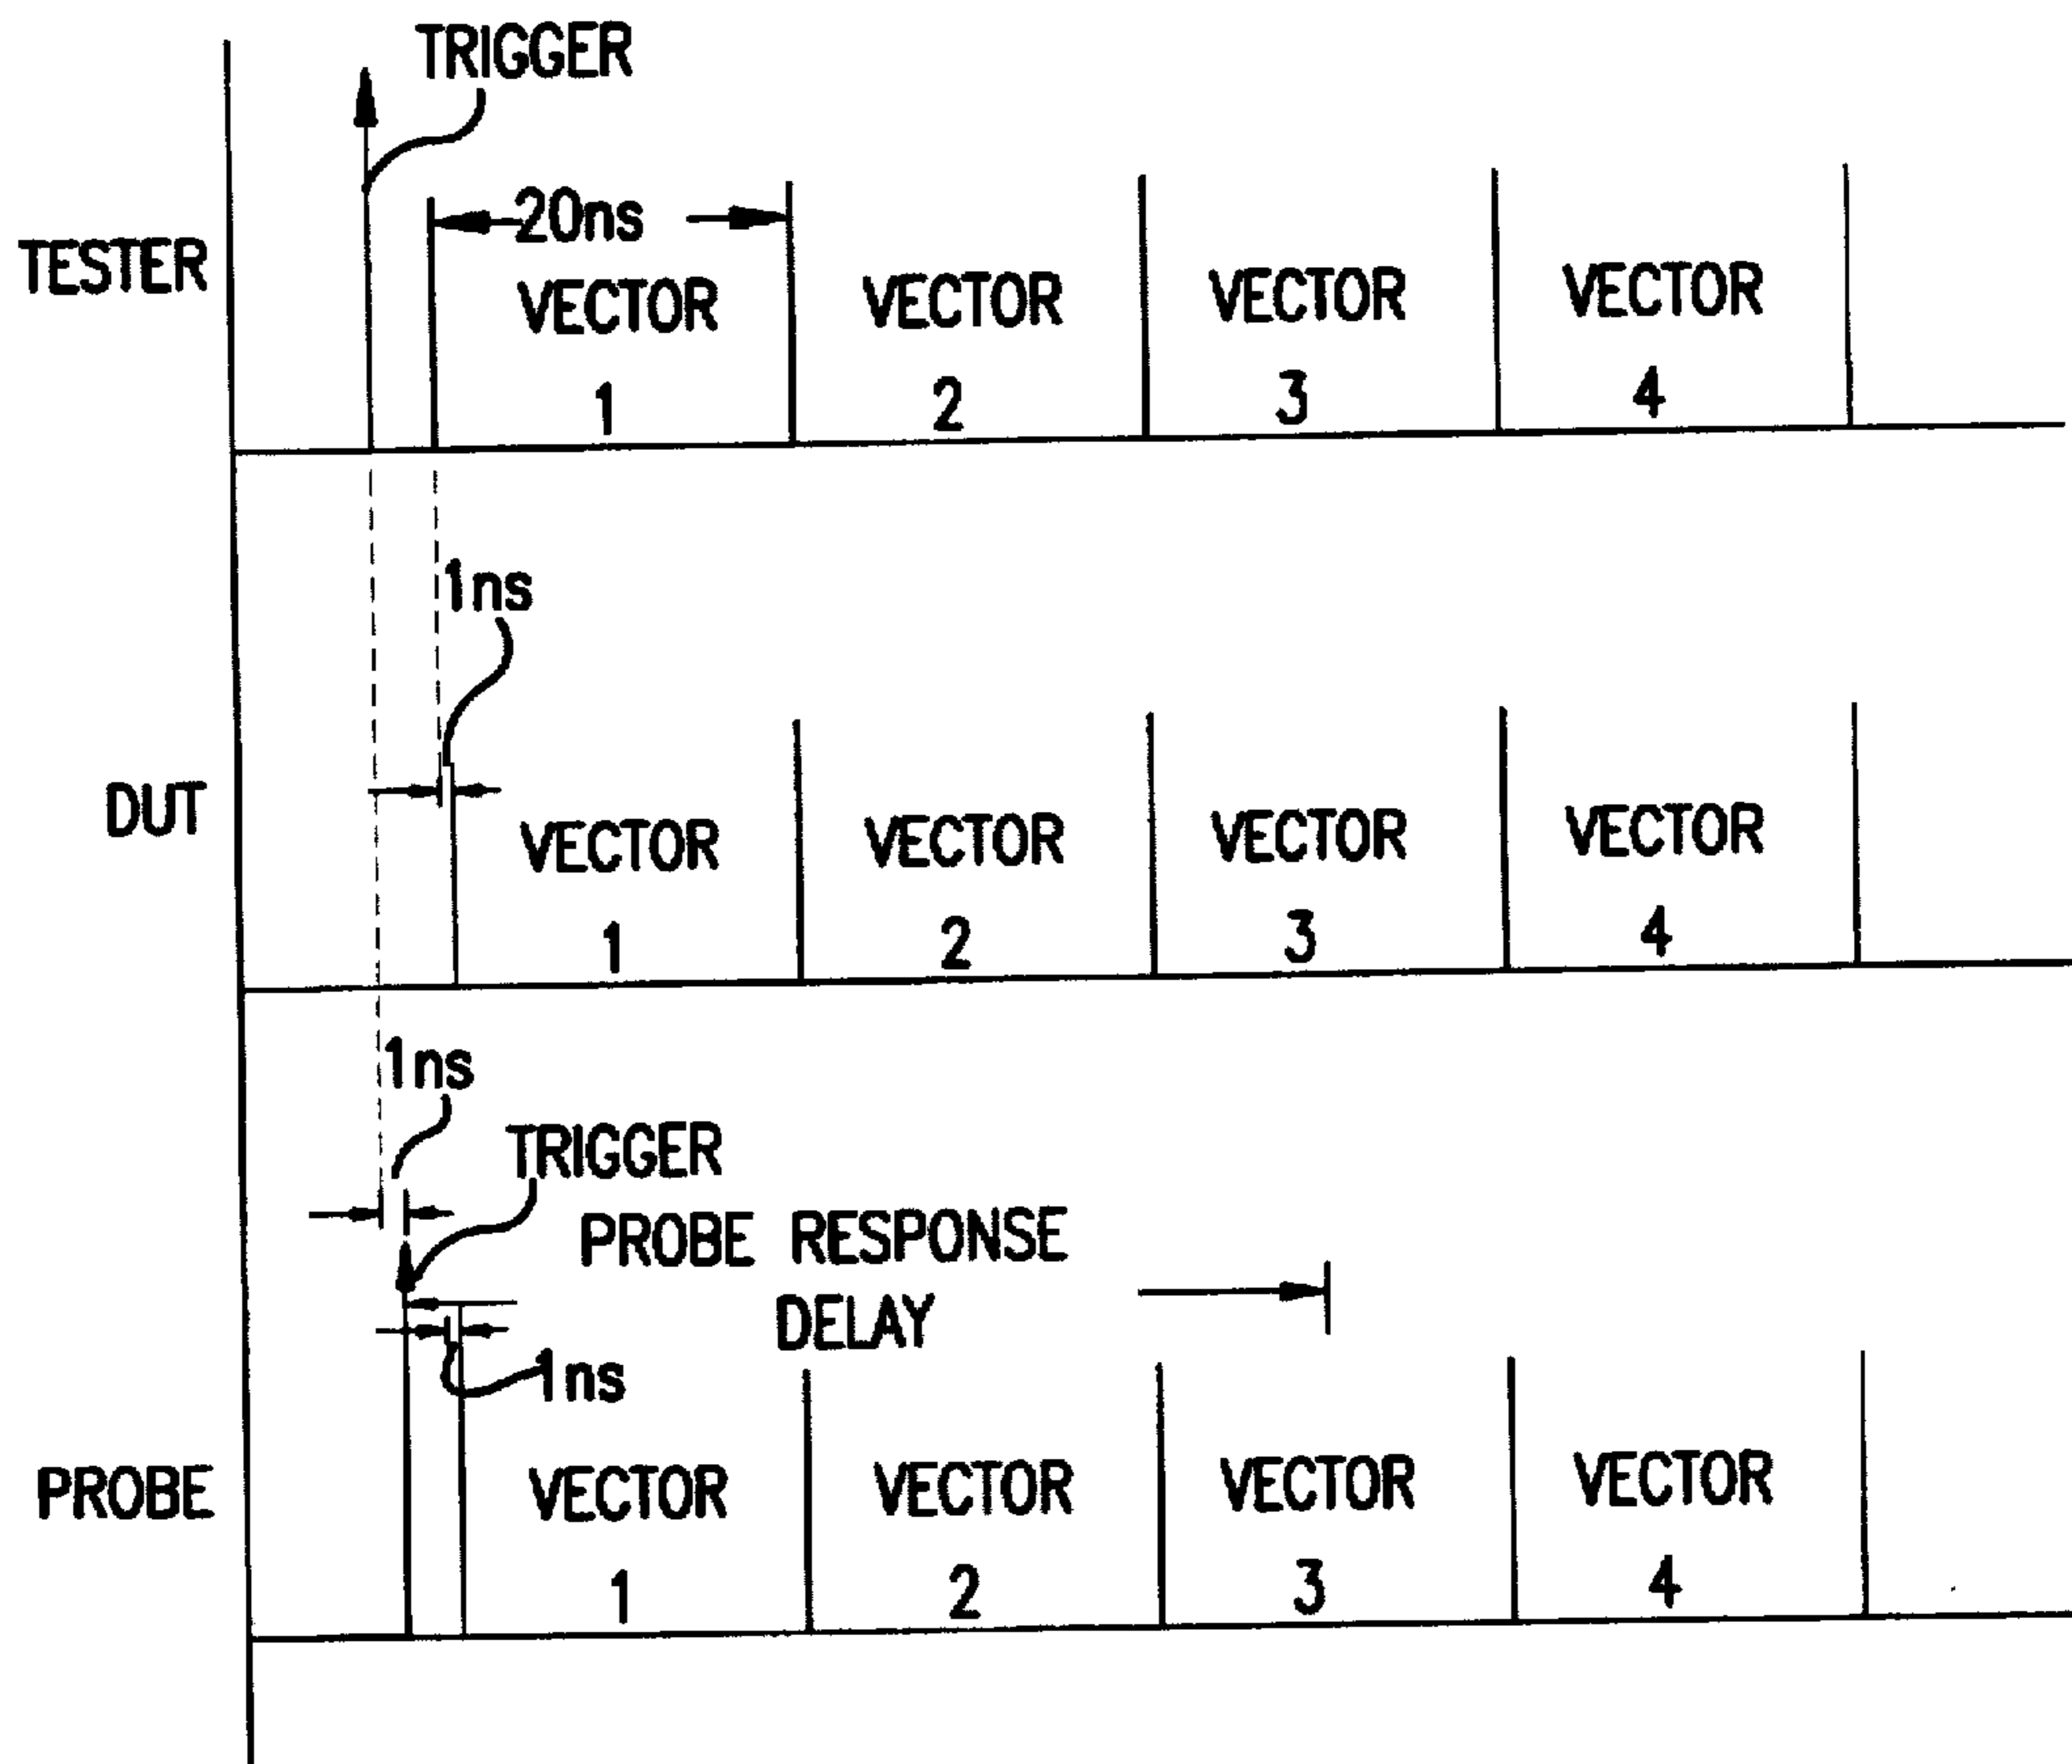 TRIGGER
20ns
TESTER
VECTOR
1
VECTOR
2
VECTOR
3
VECTOR
4
1ns
DUT
VECTOR
1
VECTOR
2
VECTOR
3
VECTOR
4
1ns
TRIGGER
PROBE RESPONSE
DELAY
1ns
PROBE
VECTOR
1
VECTOR
2
VECTOR
3
VECTOR
4